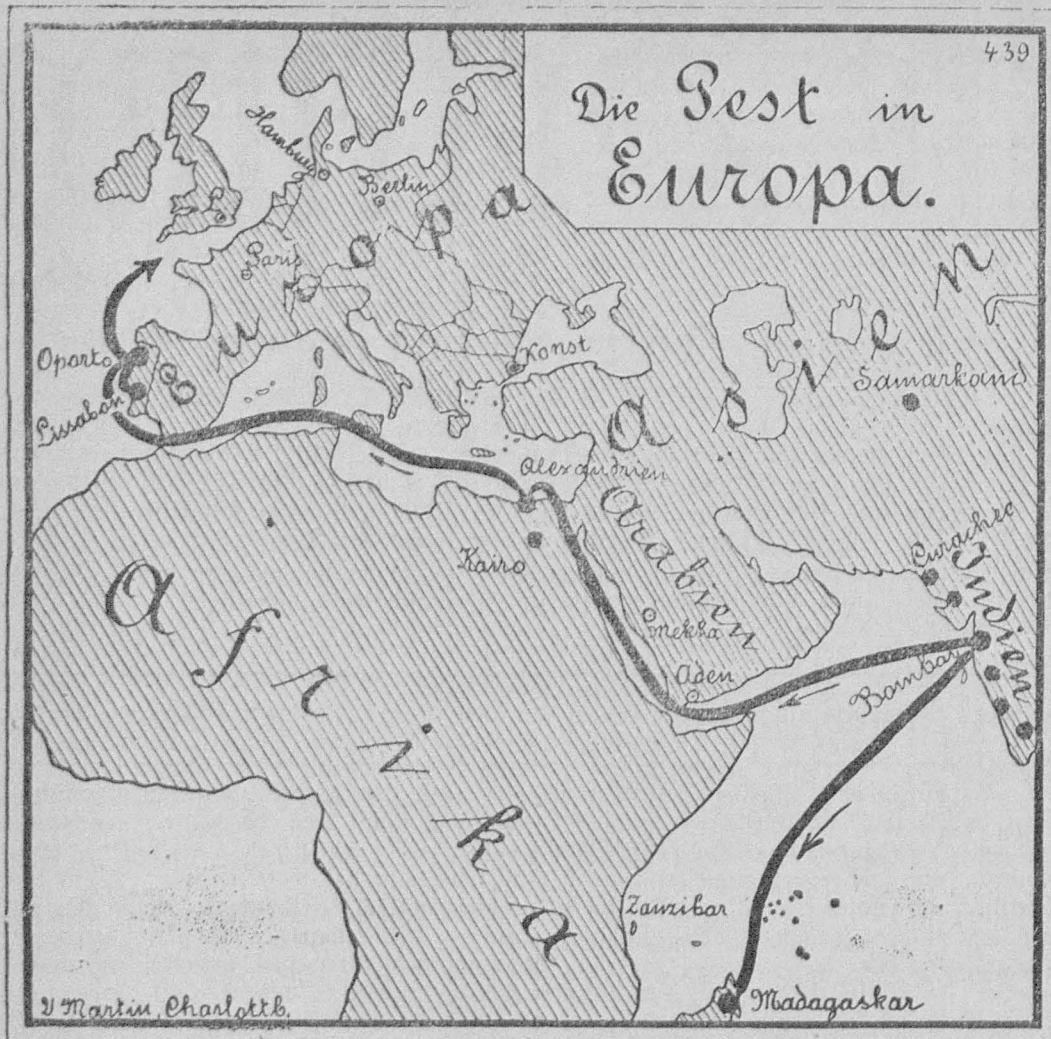 439
Die Pest in
Europa.
Hamburg
Berlin
Paris
Europa
Oporto
Lissabon
Konst
Asien
Samarkand
Alexandrien
Kairo
Arabien
Mekka
Aden
Curachee
Indien
Bombay
Afrika
Zanzibar
Madagaskar
Martin, Charlottb.